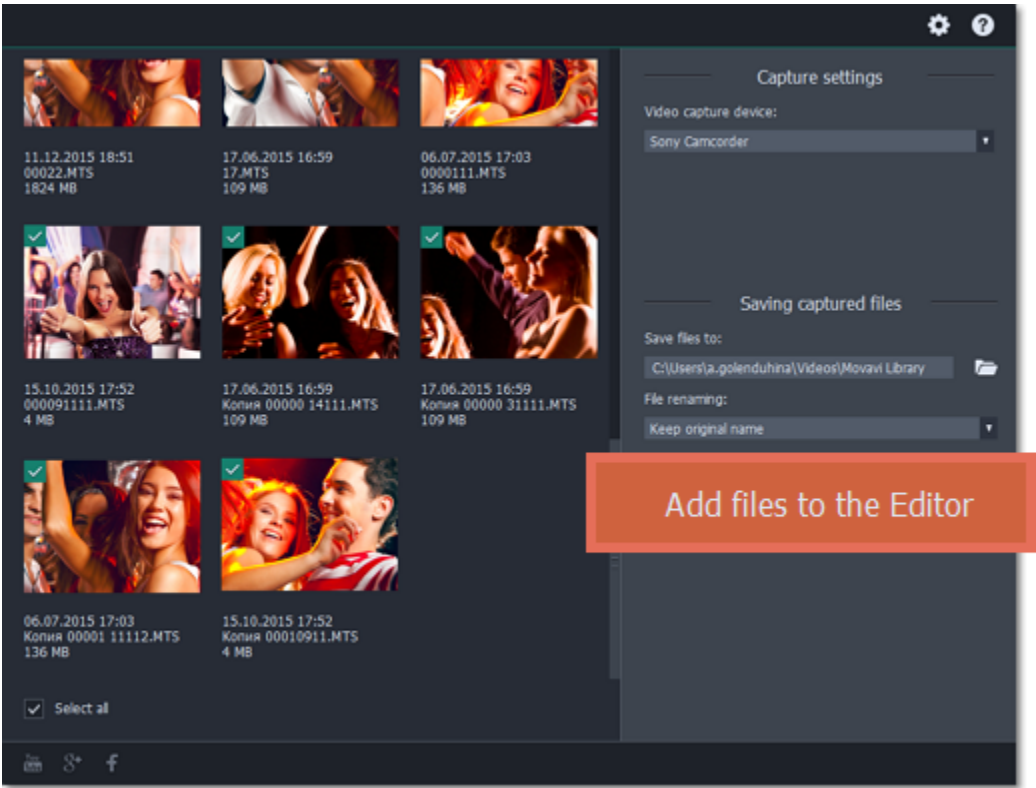 Capture settings
Video capture device:
Sony Camcorder
11.12.2015 18:51
00022.MTS
1824 MB
17.06.2015 16:59
17.MTS
109 MB
06.07.2015 17:03
0000111.MTS
136 MB
15.10.2015 17:52
000091111.MTS
4 MB
17.06.2015 16:59
Копия 00000 14111.MTS
109 MB
17.06.2015 16:59
Копия 00000 31111.MTS
109 MB
Saving captured files
Save files to:
C:\Users\a.golenduhina\Videos\Movavi Library
File renaming:
Keep original name
Add files to the Editor
06.07.2015 17:03
Копия 00001 11112.MTS
136 MB
15.10.2015 17:52
Копия 00010911.MTS
4 MB
Select all